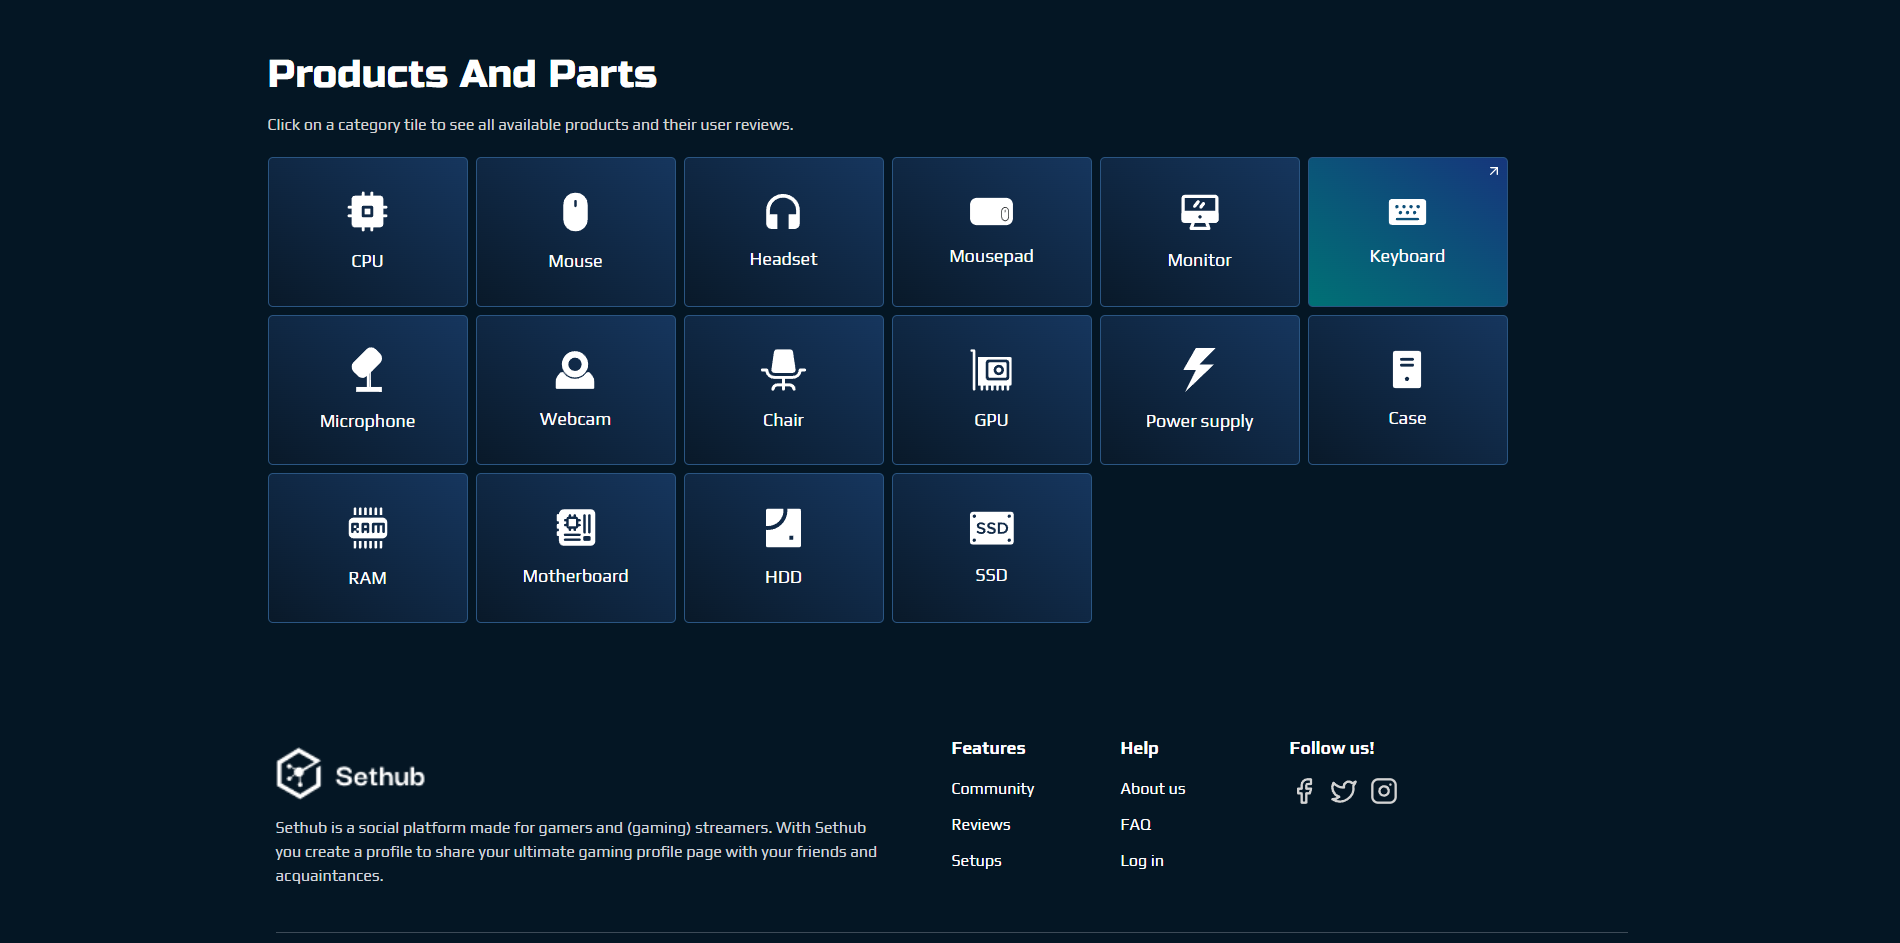 Products And Parts
Click on a category tile to see all available products and their user reviews.
CPU
Mouse
Headset
Mousepad
Monitor
Keyboard
Microphone
Webcam
Chair
GPU
Power supply
Case
RAM
RAM
Motherboard
HDD
SSD
SSD
Sethub
Sethub is a social platform made for gamers and (gaming) streamers. With Sethub
you create a profile to share your ultimate gaming profile page with your friends and
acquaintances.
Features
Community
Reviews
Setups
Help
About us
FAQ
Log in
Follow us!